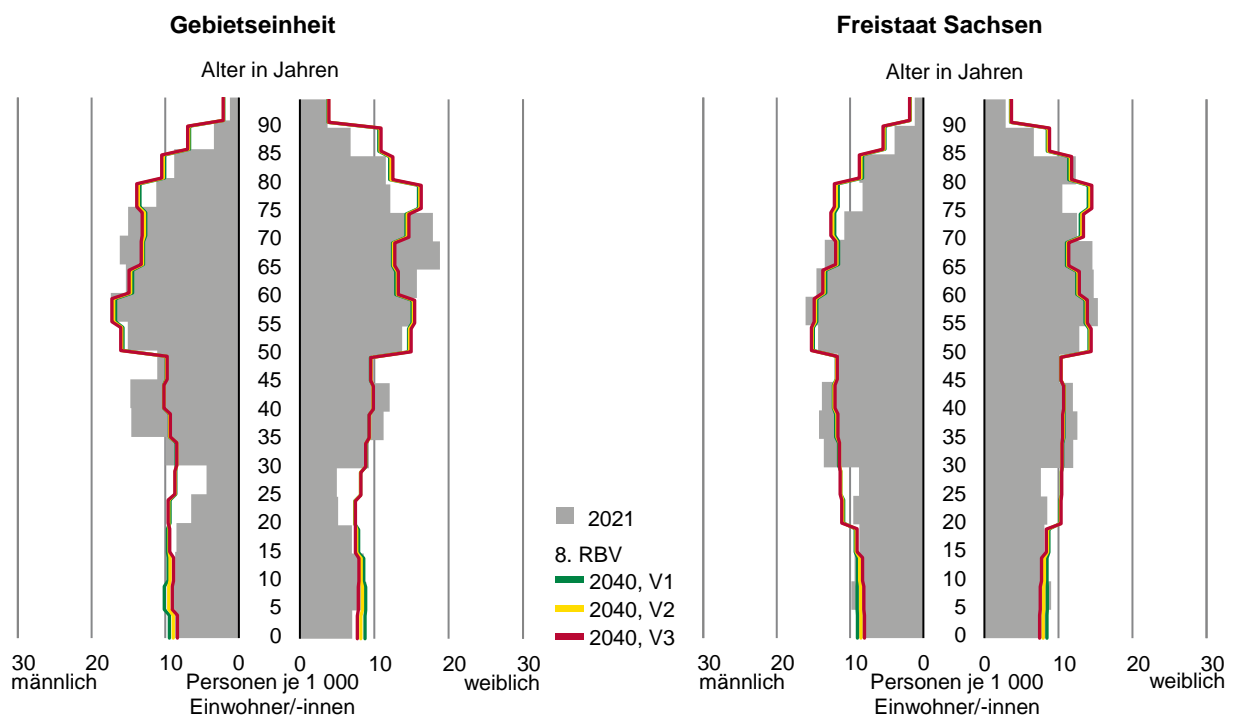 Gebietseinheit
Alter in Jahren
90
85
80
75
70
65
60
55
50
45
40
35
30
25
20
15
10
5
0
30 20 10 0 0 10 20 30
männlich Personen je 1 000 weiblich
Einwohner/-innen
2021
8. RBV
2040, V1
2040, V2
2040, V3
Freistaat Sachsen
Alter in Jahren
90
85
80
75
70
65
60
55
50
45
40
35
30
25
20
15
10
5
0
30 20 10 0 0 10 20 30
männlich Personen je 1 000 weiblich
Einwohner/-innen